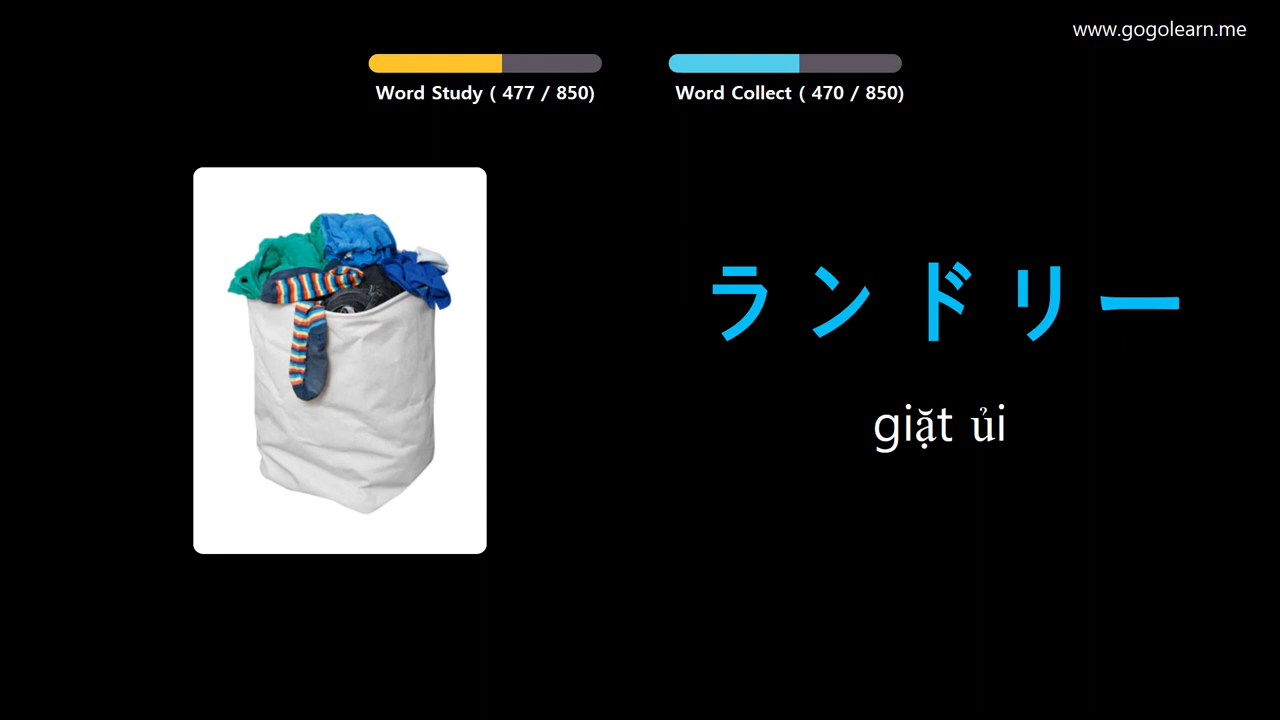 www.gogolearn.me
Word Study ( 477 / 850)
Word Collect ( 470 / 850)
ランドリー
giặt ủi